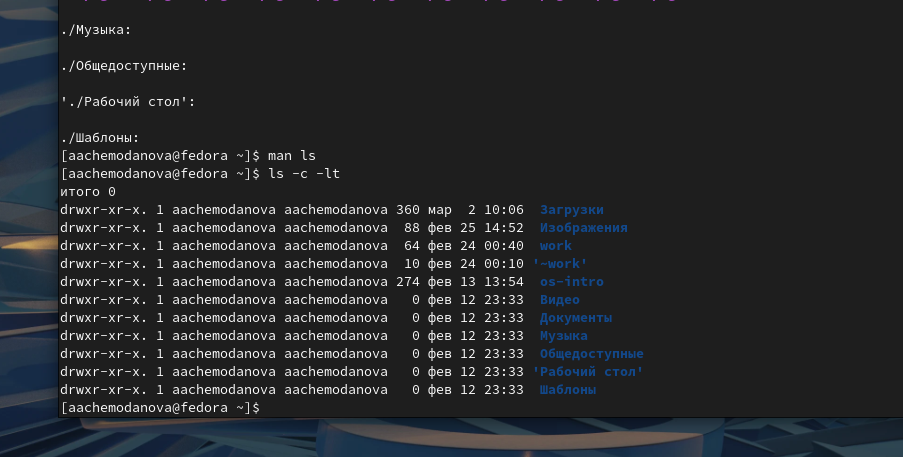 ./Музыка:
./Общедоступные:
'./Рабочий стол':
./Шаблоны:
[aachemodanova@fedora ~]$ man ls
[aachemodanova@fedora ~]$ ls -c -lt
итого 0
drwxr-xr-x. 1 aachemodanova aachemodanova 360 мар  2 10:06  Загрузки
drwxr-xr-x. 1 aachemodanova aachemodanova  88 фев 25 14:52  Изображения
drwxr-xr-x. 1 aachemodanova aachemodanova  64 фев 24 00:40  work
drwxr-xr-x. 1 aachemodanova aachemodanova  10 фев 24 00:10 '~work'
drwxr-xr-x. 1 aachemodanova aachemodanova 274 фев 13 13:54  os-intro
drwxr-xr-x. 1 aachemodanova aachemodanova   0 фев 12 23:33  Видео
drwxr-xr-x. 1 aachemodanova aachemodanova   0 фев 12 23:33  Документы
drwxr-xr-x. 1 aachemodanova aachemodanova   0 фев 12 23:33  Музыка
drwxr-xr-x. 1 aachemodanova aachemodanova   0 фев 12 23:33  Общедоступные
drwxr-xr-x. 1 aachemodanova aachemodanova   0 фев 12 23:33 'Рабочий стол'
drwxr-xr-x. 1 aachemodanova aachemodanova   0 фев 12 23:33  Шаблоны
[aachemodanova@fedora ~]$